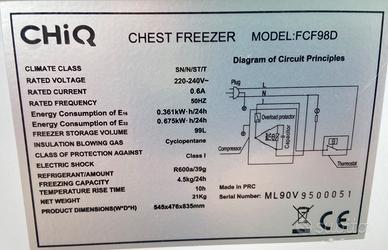 CHiQ CHEST FREEZER MODEL:FCF98D
CLIMATE CLASS SN/N/ST/T
RATED VOLTAGE 220-240V~
RATED CURRENT 0.6A
RATED FREQUENCY 50HZ
Energy Consumption of E16 0.361kW·h/24h
Energy Consumption of E32 0.675kW·h/24h
FREEZER STORAGE VOLUME 99L
INSULATION BLOWING GAS Cyclopentane
CLASS OF PROTECTION AGAINST
ELECTRIC SHOCK Class I
REFRIGERANT/AMOUNT R600a/39g
FREEZING CAPACITY 4.5kg/24h
TEMPERATURE RISE TIME 10h
NET WEIGHT 21Kg
PRODUCT DIMENSIONS(W*D*H) 545x476x835mm
Diagram of Circuit Principles
Plug
L
N
Overload protector
Capacitor
Compressor
Thermostat
Made in PRC
Serial Number: ML90V9500051
CE